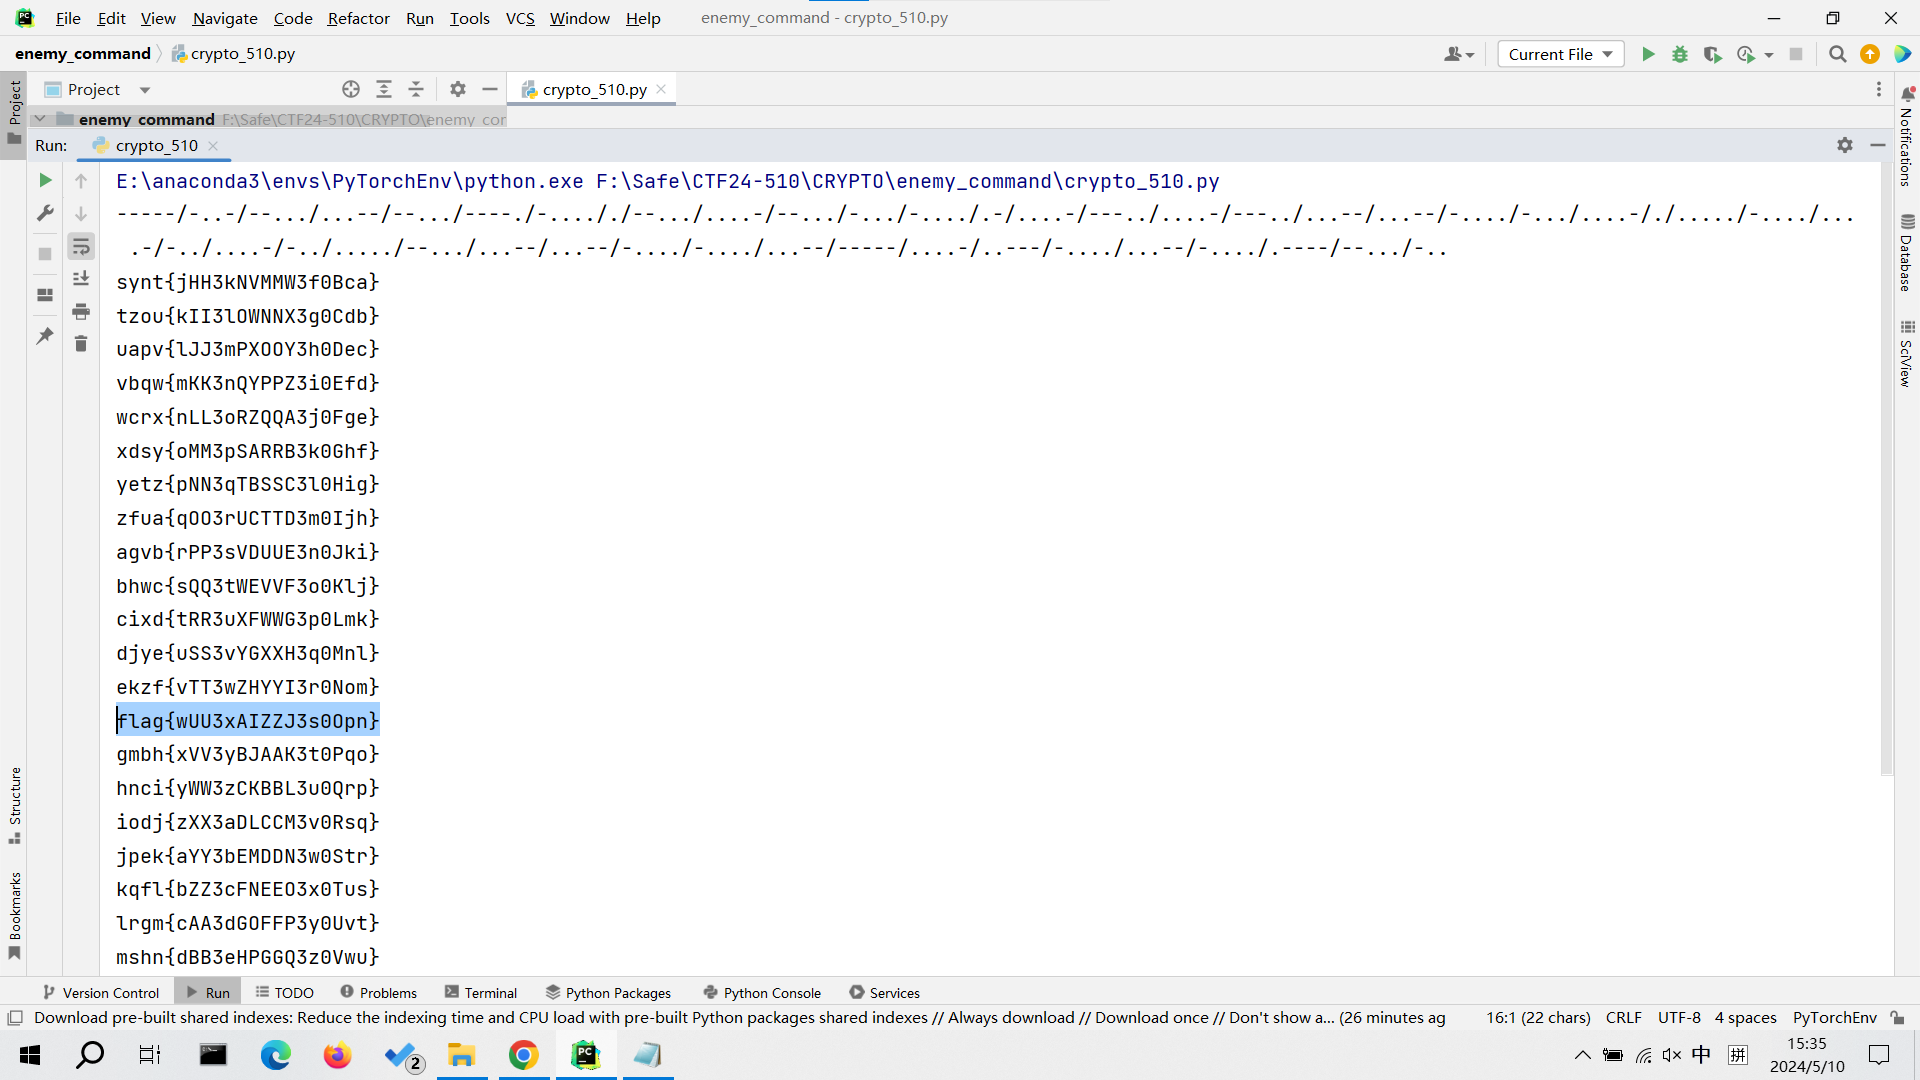 File Edit View Navigate Code Refactor Run Tools VCS Window Help enemy_command - crypto_510.py
enemy_command crypto_510.py Current File
Project crypto_510.py
enemy_command F:\Safe\CTF24-510\CRYPTO\enemy_cor
Run: crypto_510
E:\anaconda3\envs\PyTorchEnv\python.exe F:\Safe\CTF24-510\CRYPTO\enemy_command\crypto_510.py
-----/-..-/--.../...--/--.../----./-...././--.../....-/--.../-.../-..../.-/....-/---../....-/---../...--/...--/-..../-.../....-/./...../-..../...
.-/-../....-/-../...../--.../...--/...--/-..../-..../...--/-----/....-/..---/-..../...--/-..../.----/--.../-..
synt{jHH3kNVMMW3f0Bca}
tzou{kII3lOWNNX3g0Cdb}
uapv{lJJ3mPXOOY3h0Dec}
vbqw{mKK3nQYPPZ3i0Efd}
wcrx{nLL3oRZQQA3j0Fge}
xdsy{oMM3pSARRB3k0Ghf}
yetz{pNN3qTBSSC3l0Hig}
zfua{qOO3rUCTTD3m0Ijh}
agvb{rPP3sVDUUE3n0Jki}
bhwc{sQQ3tWEVVF3o0Klj}
cixd{tRR3uXFWWG3p0Lmk}
djye{uSS3vYGXXH3q0Mnl}
ekzf{vTT3wZHYYI3r0Nom}
flag{wUU3xAIZZJ3s0Opn}
gmbh{xVV3yBJAAK3t0Pqo}
hnci{yWW3zCKBBL3u0Qrp}
iodj{zXX3aDLCCM3v0Rsq}
jpek{aYY3bEMDDN3w0Str}
kqfl{bZZ3cFNEEO3x0Tus}
lrgm{cAA3dGOFFP3y0Uvt}
mshn{dBB3eHPGGQ3z0Vwu}
Project
Structure
Bookmarks
Notifications
Database
SciView
Version Control Run TODO Problems Terminal Python Packages Python Console Services
Download pre-built shared indexes: Reduce the indexing time and CPU load with pre-built Python packages shared indexes // Always download // Download once // Don't show a... (26 minutes ag 16:1 (22 chars) CRLF UTF-8 4 spaces PyTorchEnv
2 中 拼 15:35
2024/5/10